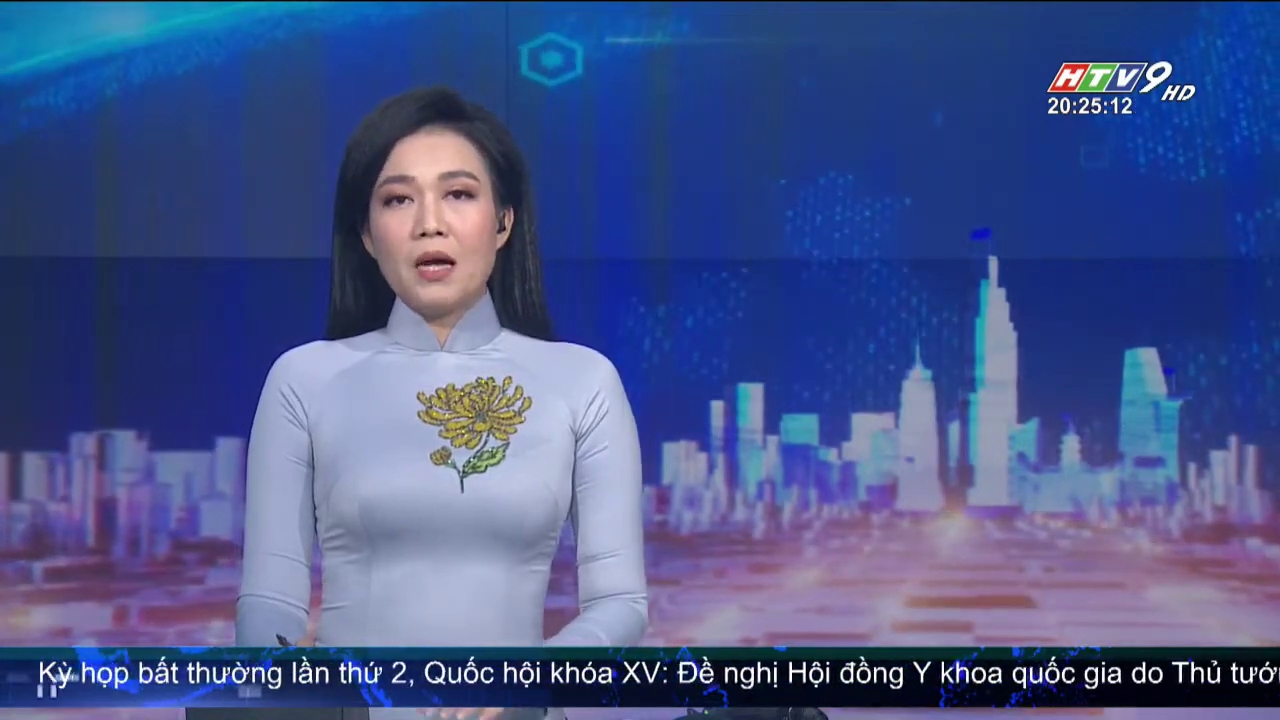 HTV9 HD
20:25:12
Kỳ họp bất thường lần thứ 2, Quốc hội khóa XV: Đề nghị Hội đồng Y khoa quốc gia do Thủ tướn